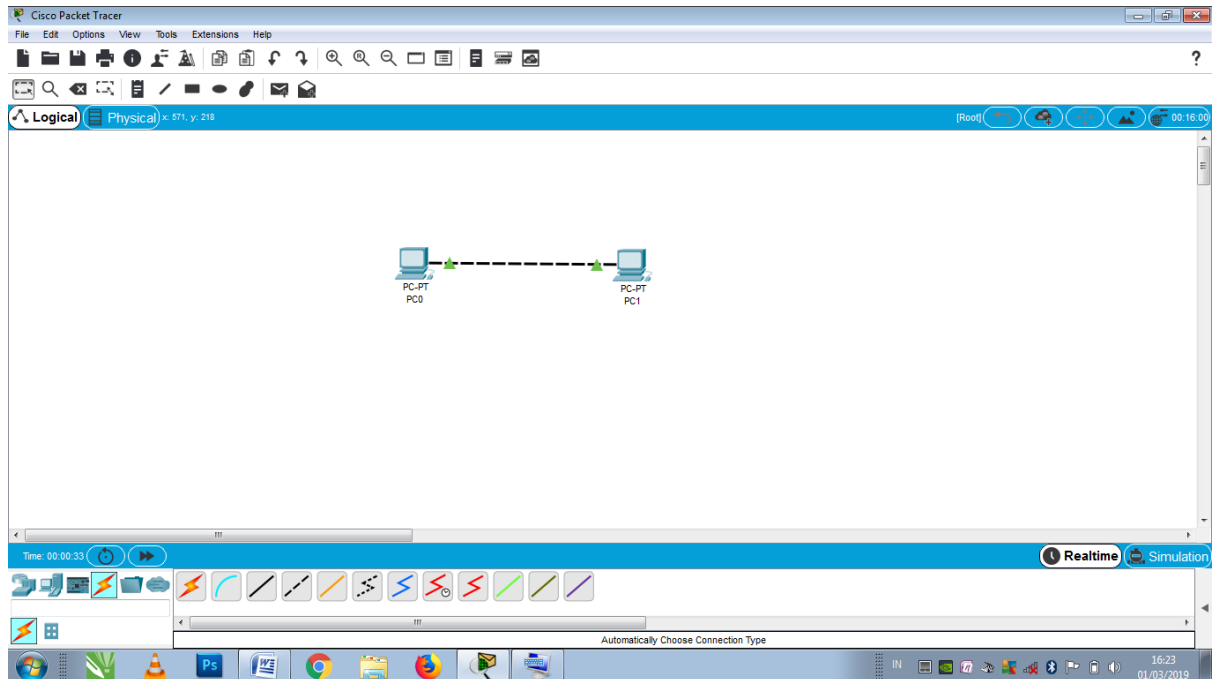 Cisco Packet Tracer
File Edit Options View Tools Extensions Help
?
Logical Physical x: 571, y: 218 [Root] 00:16:00
PC-PT
PC0
PC-PT
PC1
Time: 00:00:33 Realtime Simulation
Automatically Choose Connection Type
Ps W IN 16:23
01/03/2019